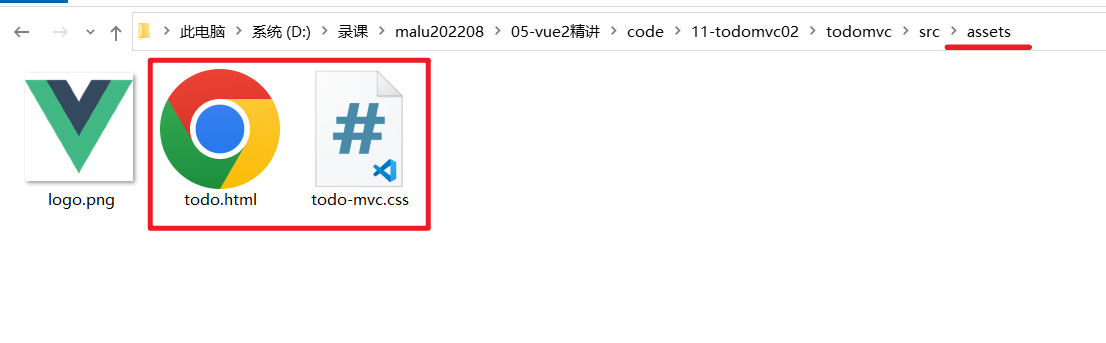 此电脑 > 系统 (D:) > 录课 > malu202208 > 05-vue2精讲 > code > 11-todomvc02 > todomvc > src > assets
logo.png todo.html todo-mvc.css